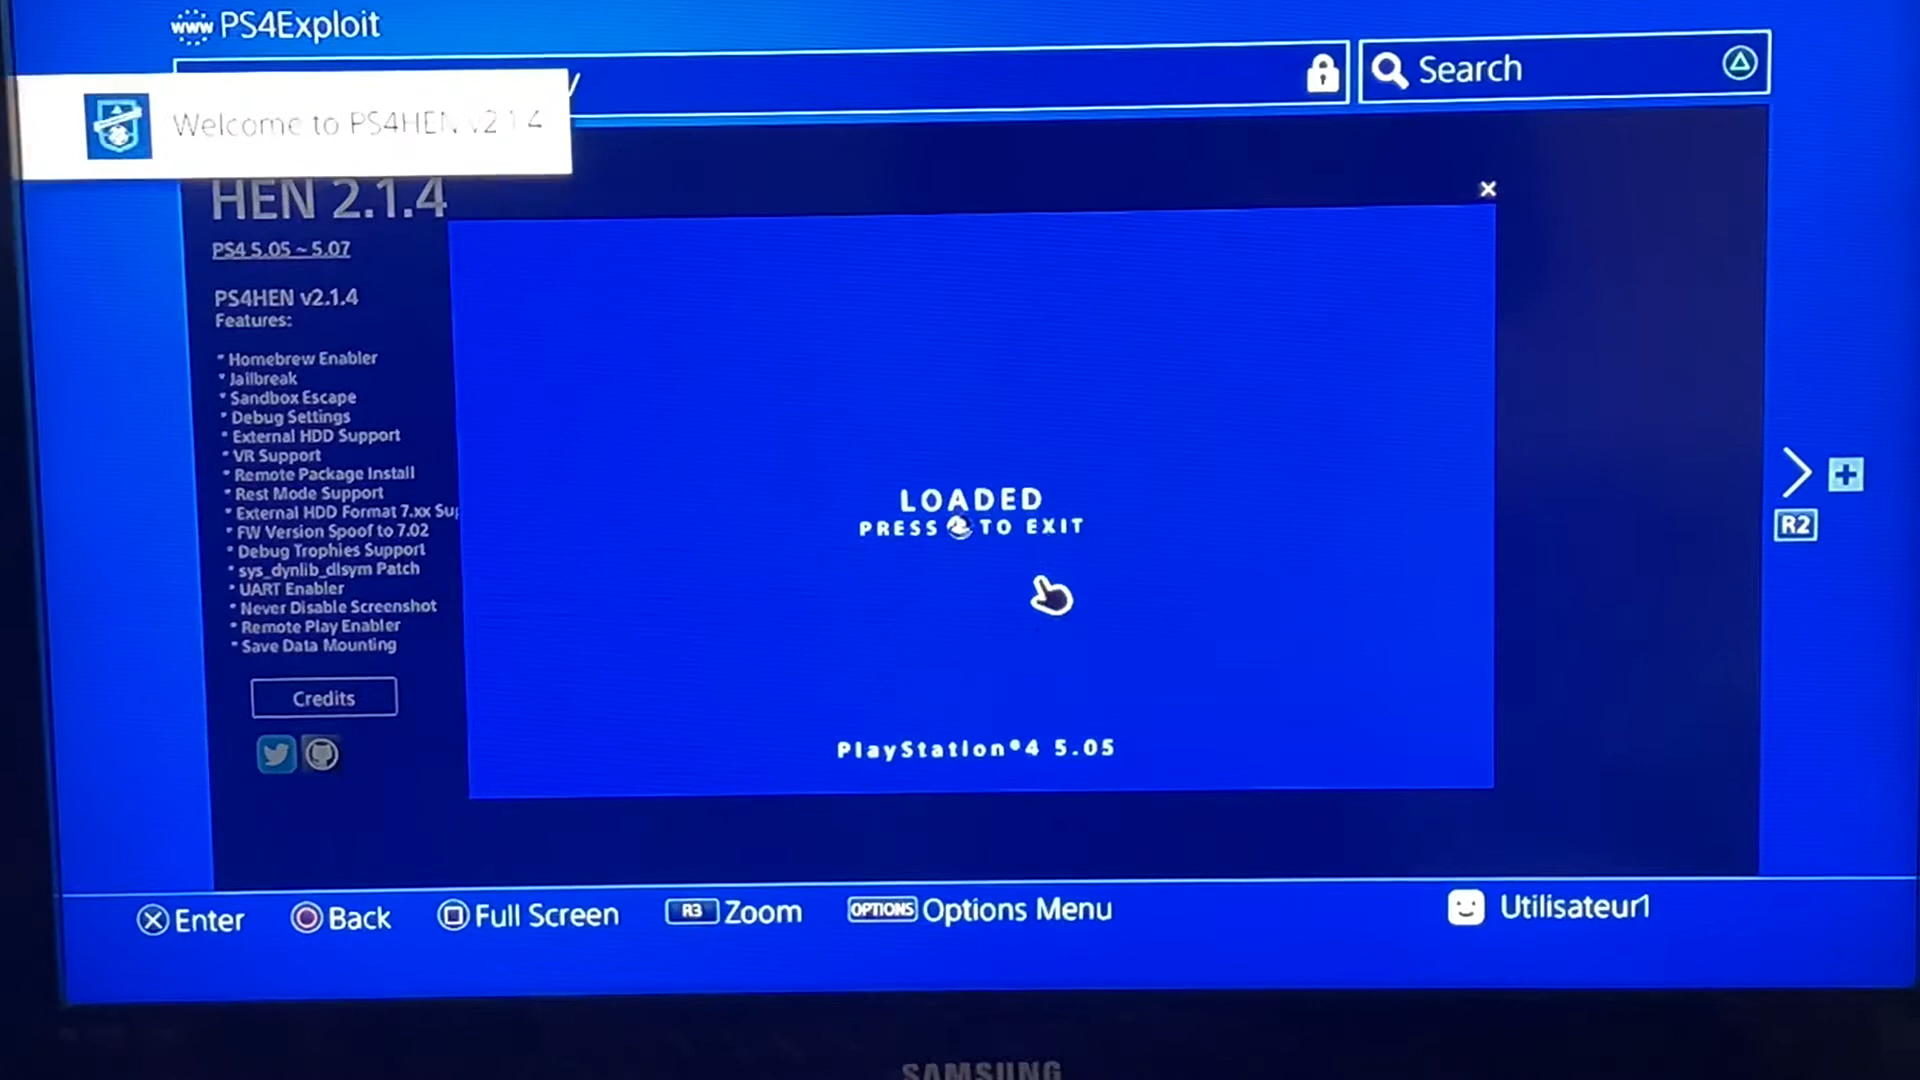 www PS4Exploit
/
Search
Welcome to PS4HEN v2.1.4
HEN 2.1.4
PS4 5.05 ~ 5.07
PS4HEN v2.1.4
Features:
* Homebrew Enabler
* Jailbreak
* Sandbox Escape
* Debug Settings
* External HDD Support
* VR Support
* Remote Package Install
* Rest Mode Support
* External HDD Format 7.xx Sup
* FW Version Spoof to 7.02
* Debug Trophies Support
* sys_dynlib_dlsym Patch
* UART Enabler
* Never Disable Screenshot
* Remote Play Enabler
* Save Data Mounting
Credits
LOADED
PRESS TO EXIT
PlayStation®4 5.05
R2
Enter Back Full Screen R3 Zoom OPTIONS Options Menu Utilisateur1
SAMSUNG